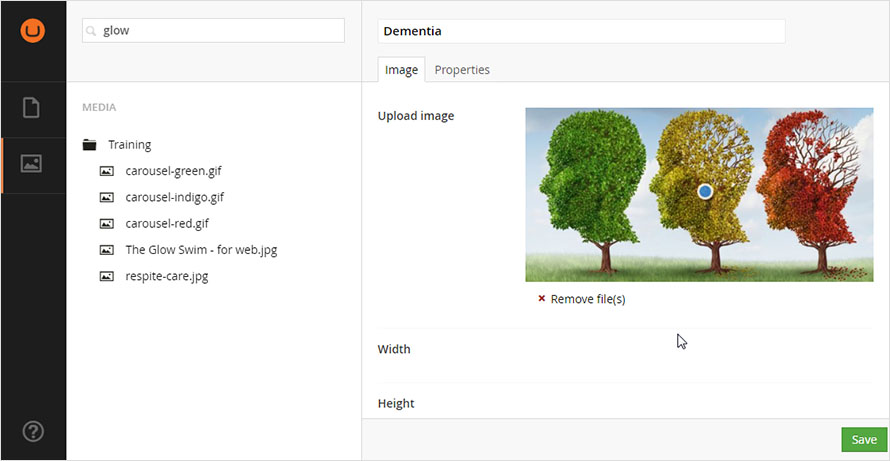 glow
MEDIA
Training
carousel-green.gif
carousel-indigo.gif
carousel-red.gif
The Glow Swim - for web.jpg
respite-care.jpg
Dementia
Image Properties
Upload image
× Remove file(s)
Width
Height
Save